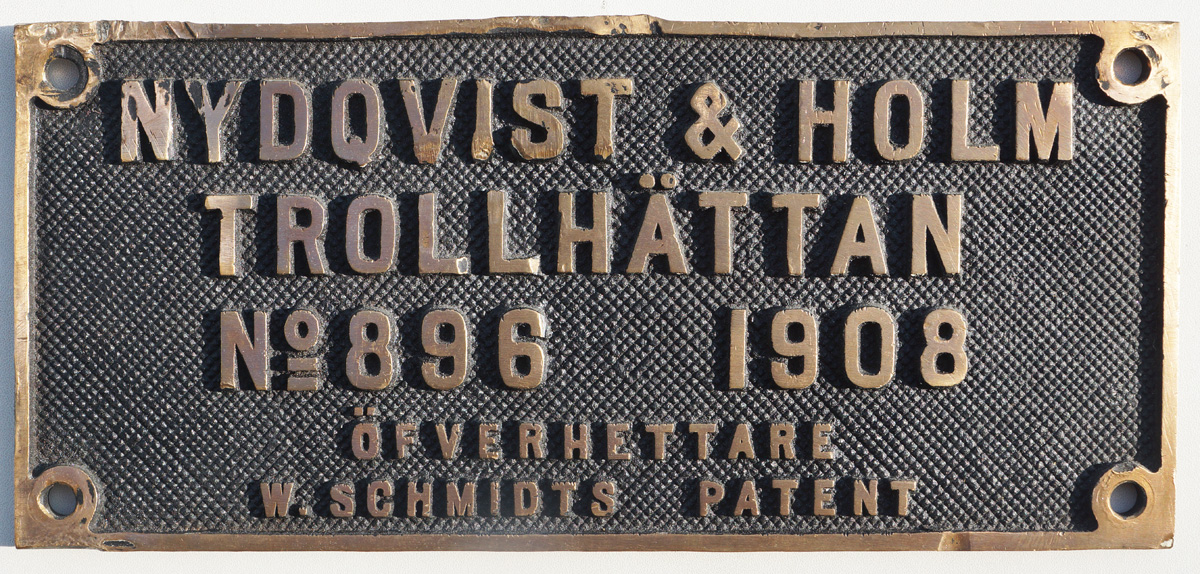 NYDQVIST & HOLM
TROLLHÄTTAN
Nº 896 1908
ÖFVERHETTARE
W. SCHMIDTS PATENT